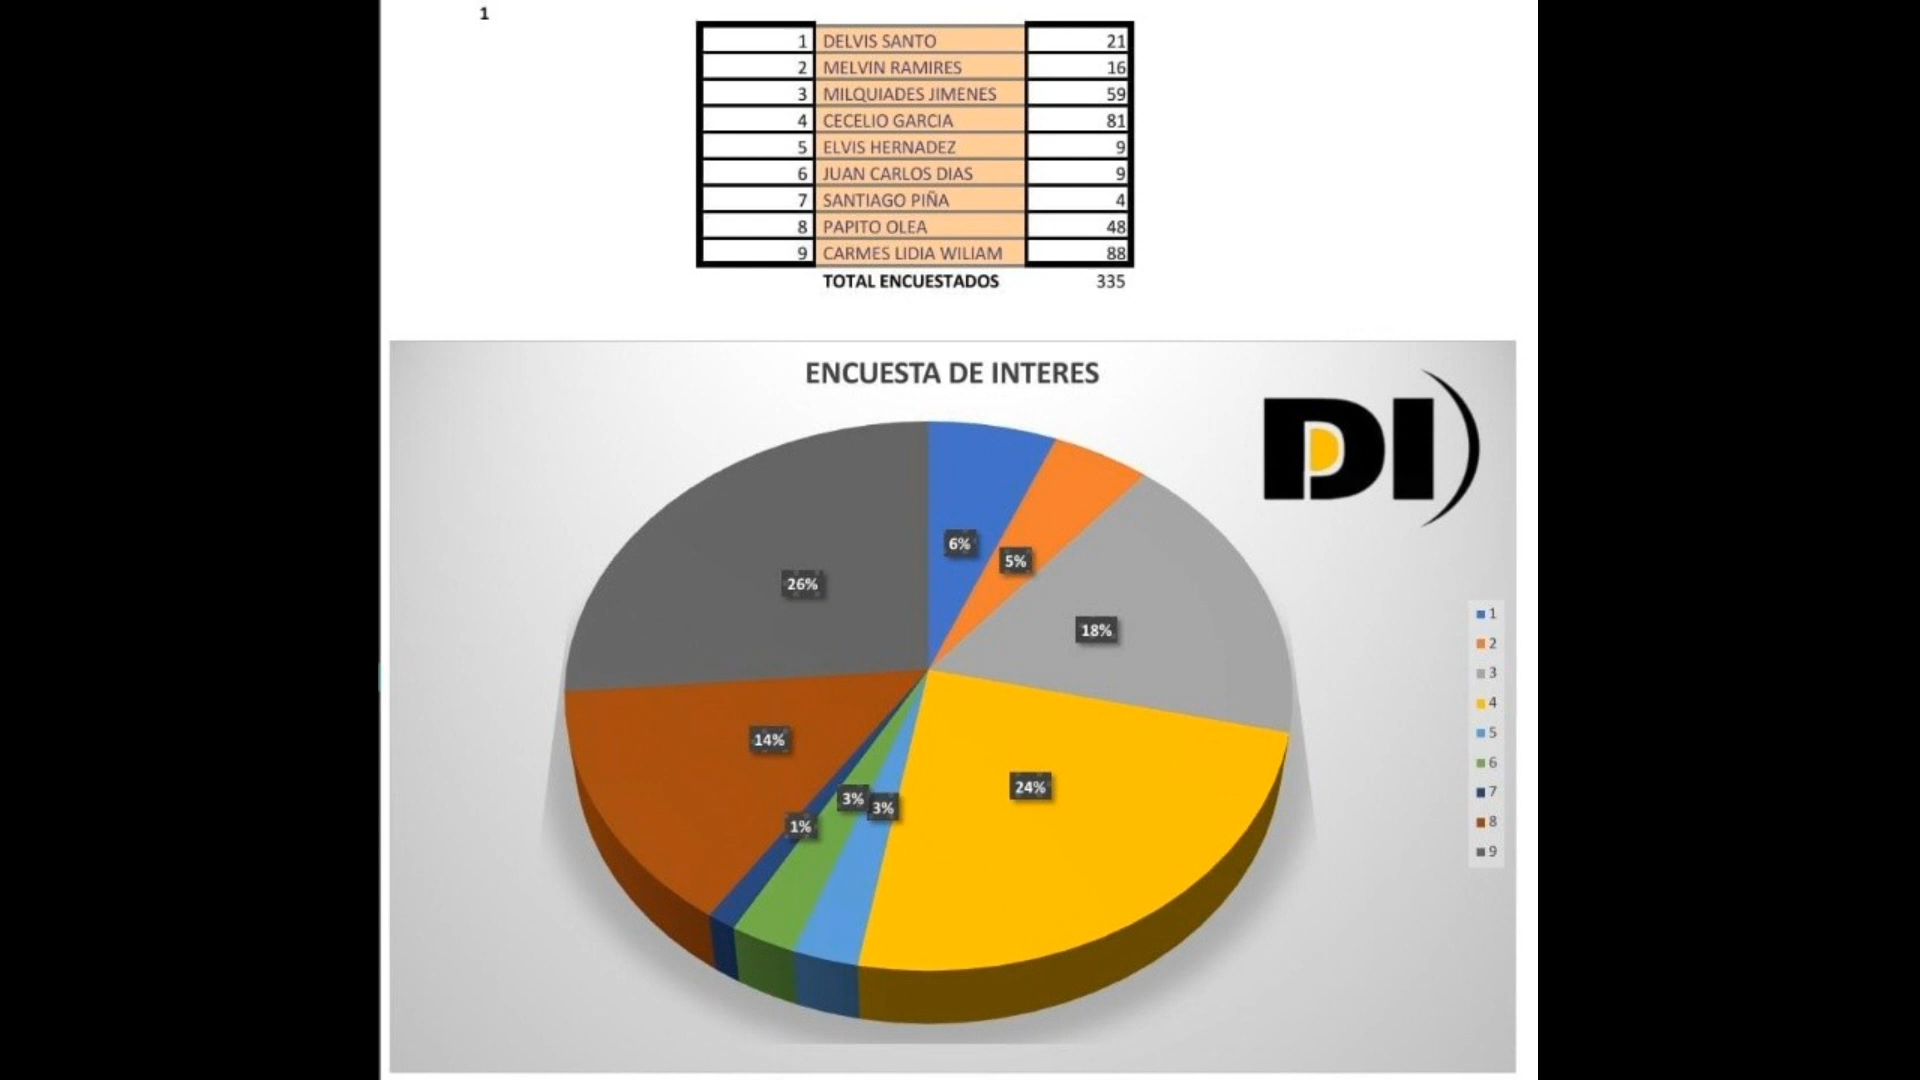 1
1 DELVIS SANTO 21
2 MELVIN RAMIRES 16
3 MILQUIADES JIMENES 59
4 CECELIO GARCIA 81
5 ELVIS HERNADEZ 9
6 JUAN CARLOS DIAS 9
7 SANTIAGO PIÑA 4
8 PAPITO OLEA 48
9 CARMES LIDIA WILIAM 88
TOTAL ENCUESTADOS 335
ENCUESTA DE INTERES
DI
6%
5%
26%
18%
14%
24%
3%
3%
1%
1
2
3
4
5
6
7
8
9